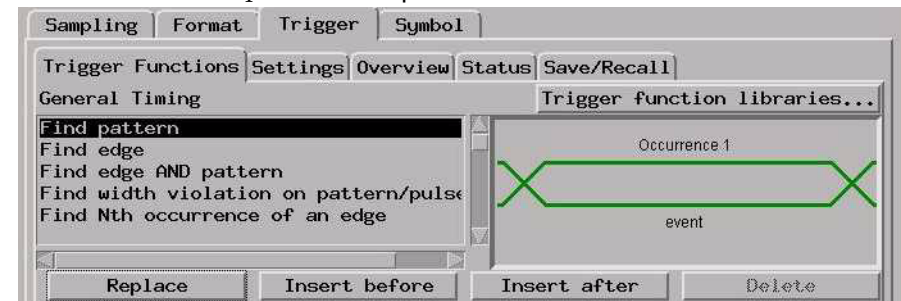 Sampling Format Trigger Symbol
Trigger Functions Settings Overview Status Save/Recall
General Timing Trigger function libraries...
Find pattern
Find edge
Find edge AND pattern
Find width violation on pattern/pulse
Find Nth occurrence of an edge
Occurrence 1
event
Replace Insert before Insert after Delete